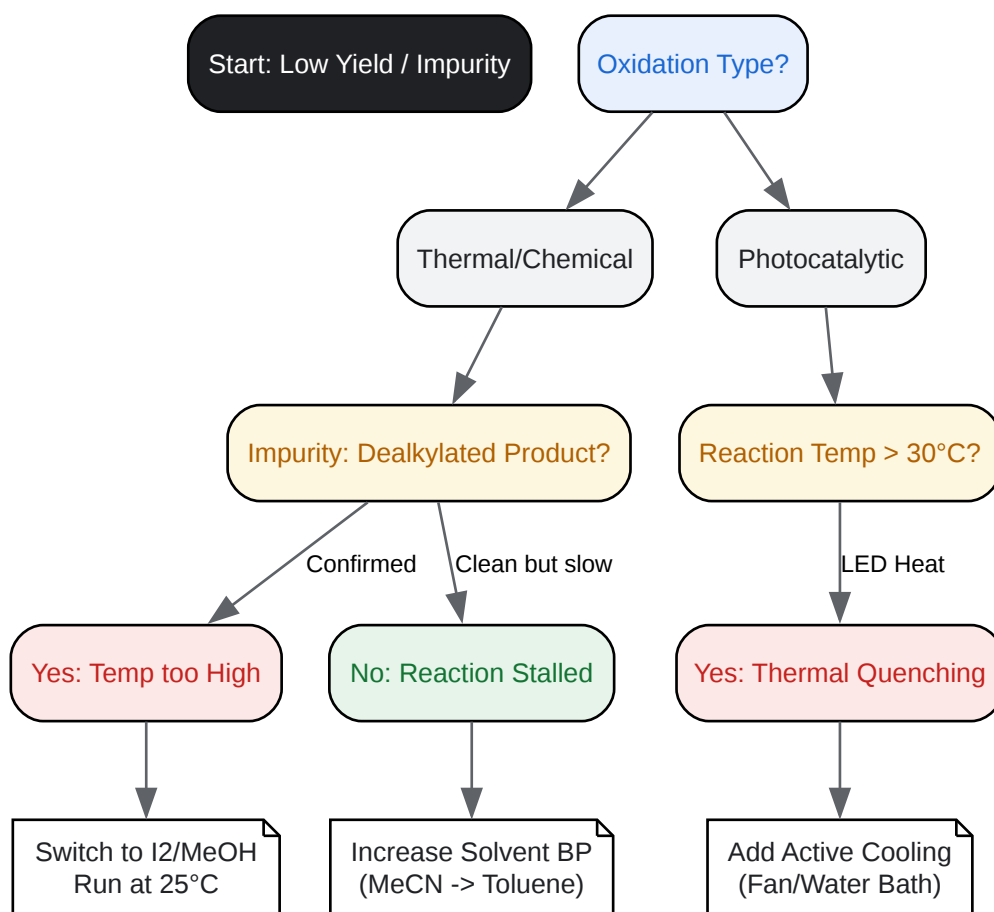 Start: Low Yield / Impurity
Oxidation Type?
Thermal/Chemical
Photocatalytic
Impurity: Dealkylated Product?
Reaction Temp > 30°C?
Confirmed
Clean but slow
LED Heat
Yes: Temp too High
No: Reaction Stalled
Yes: Thermal Quenching
Switch to I2/MeOH
Run at 25°C
Increase Solvent BP
(MeCN -> Toluene)
Add Active Cooling
(Fan/Water Bath)